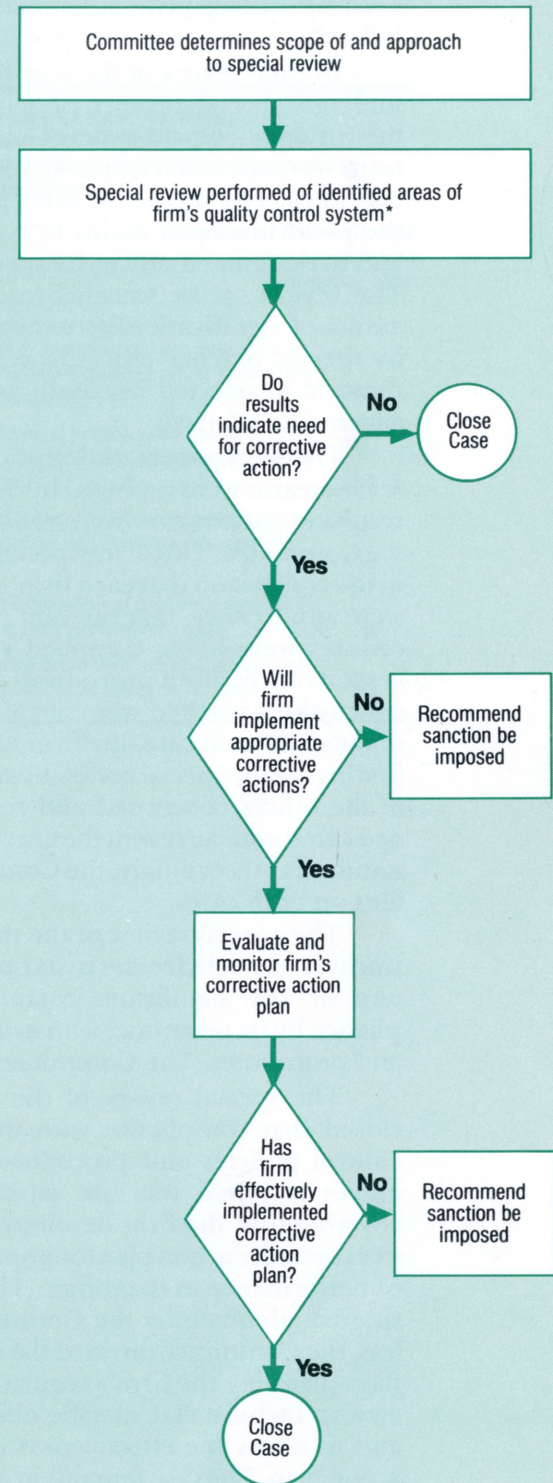 Committee determines scope of and approach
to special review
Special review performed of identified areas of
firm's quality control system*
Do
results
indicate need
for corrective
action?
No
Close
Case
Yes
Will
firm
implement
appropriate
corrective
actions?
No
Recommend
sanction be
imposed
Yes
Evaluate and
monitor firm's
corrective action
plan
Has
firm
effectively
implemented
corrective
action
plan?
No
Recommend
sanction be
imposed
Yes
Close
Case